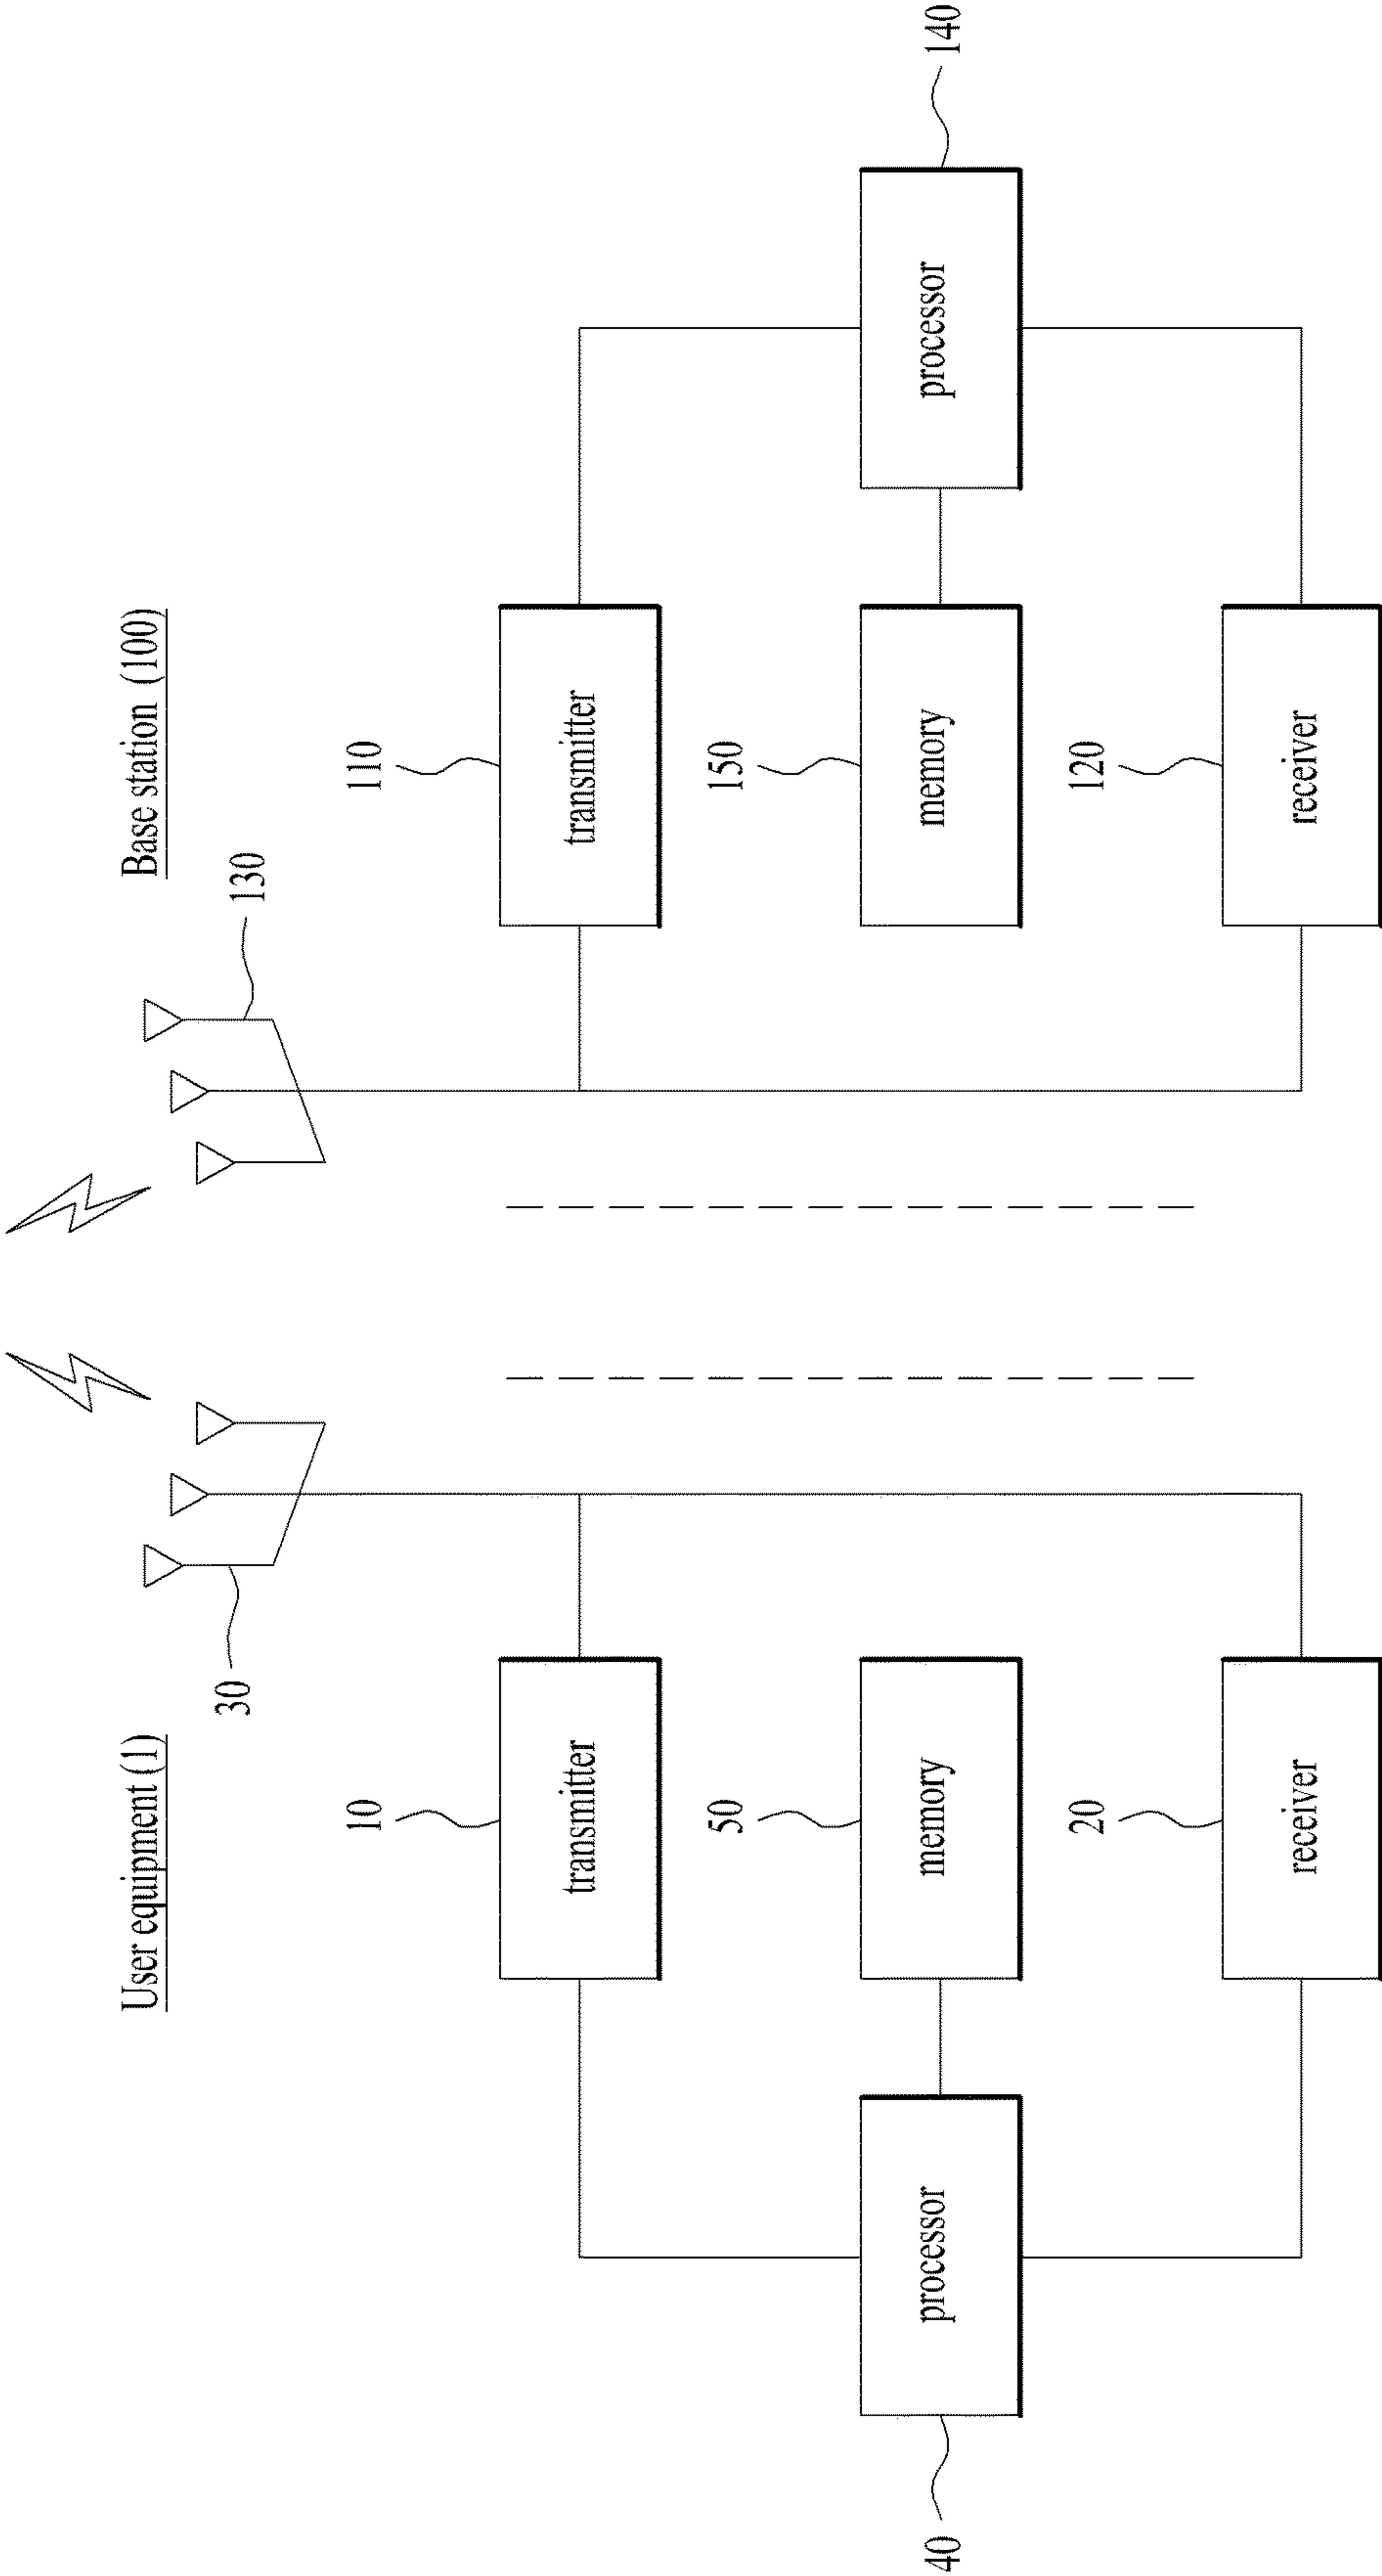 User equipment (1)
Base station (100)
30
130
10
transmitter
110
transmitter
40
processor
50
memory
150
memory
processor
140
20
receiver
120
receiver